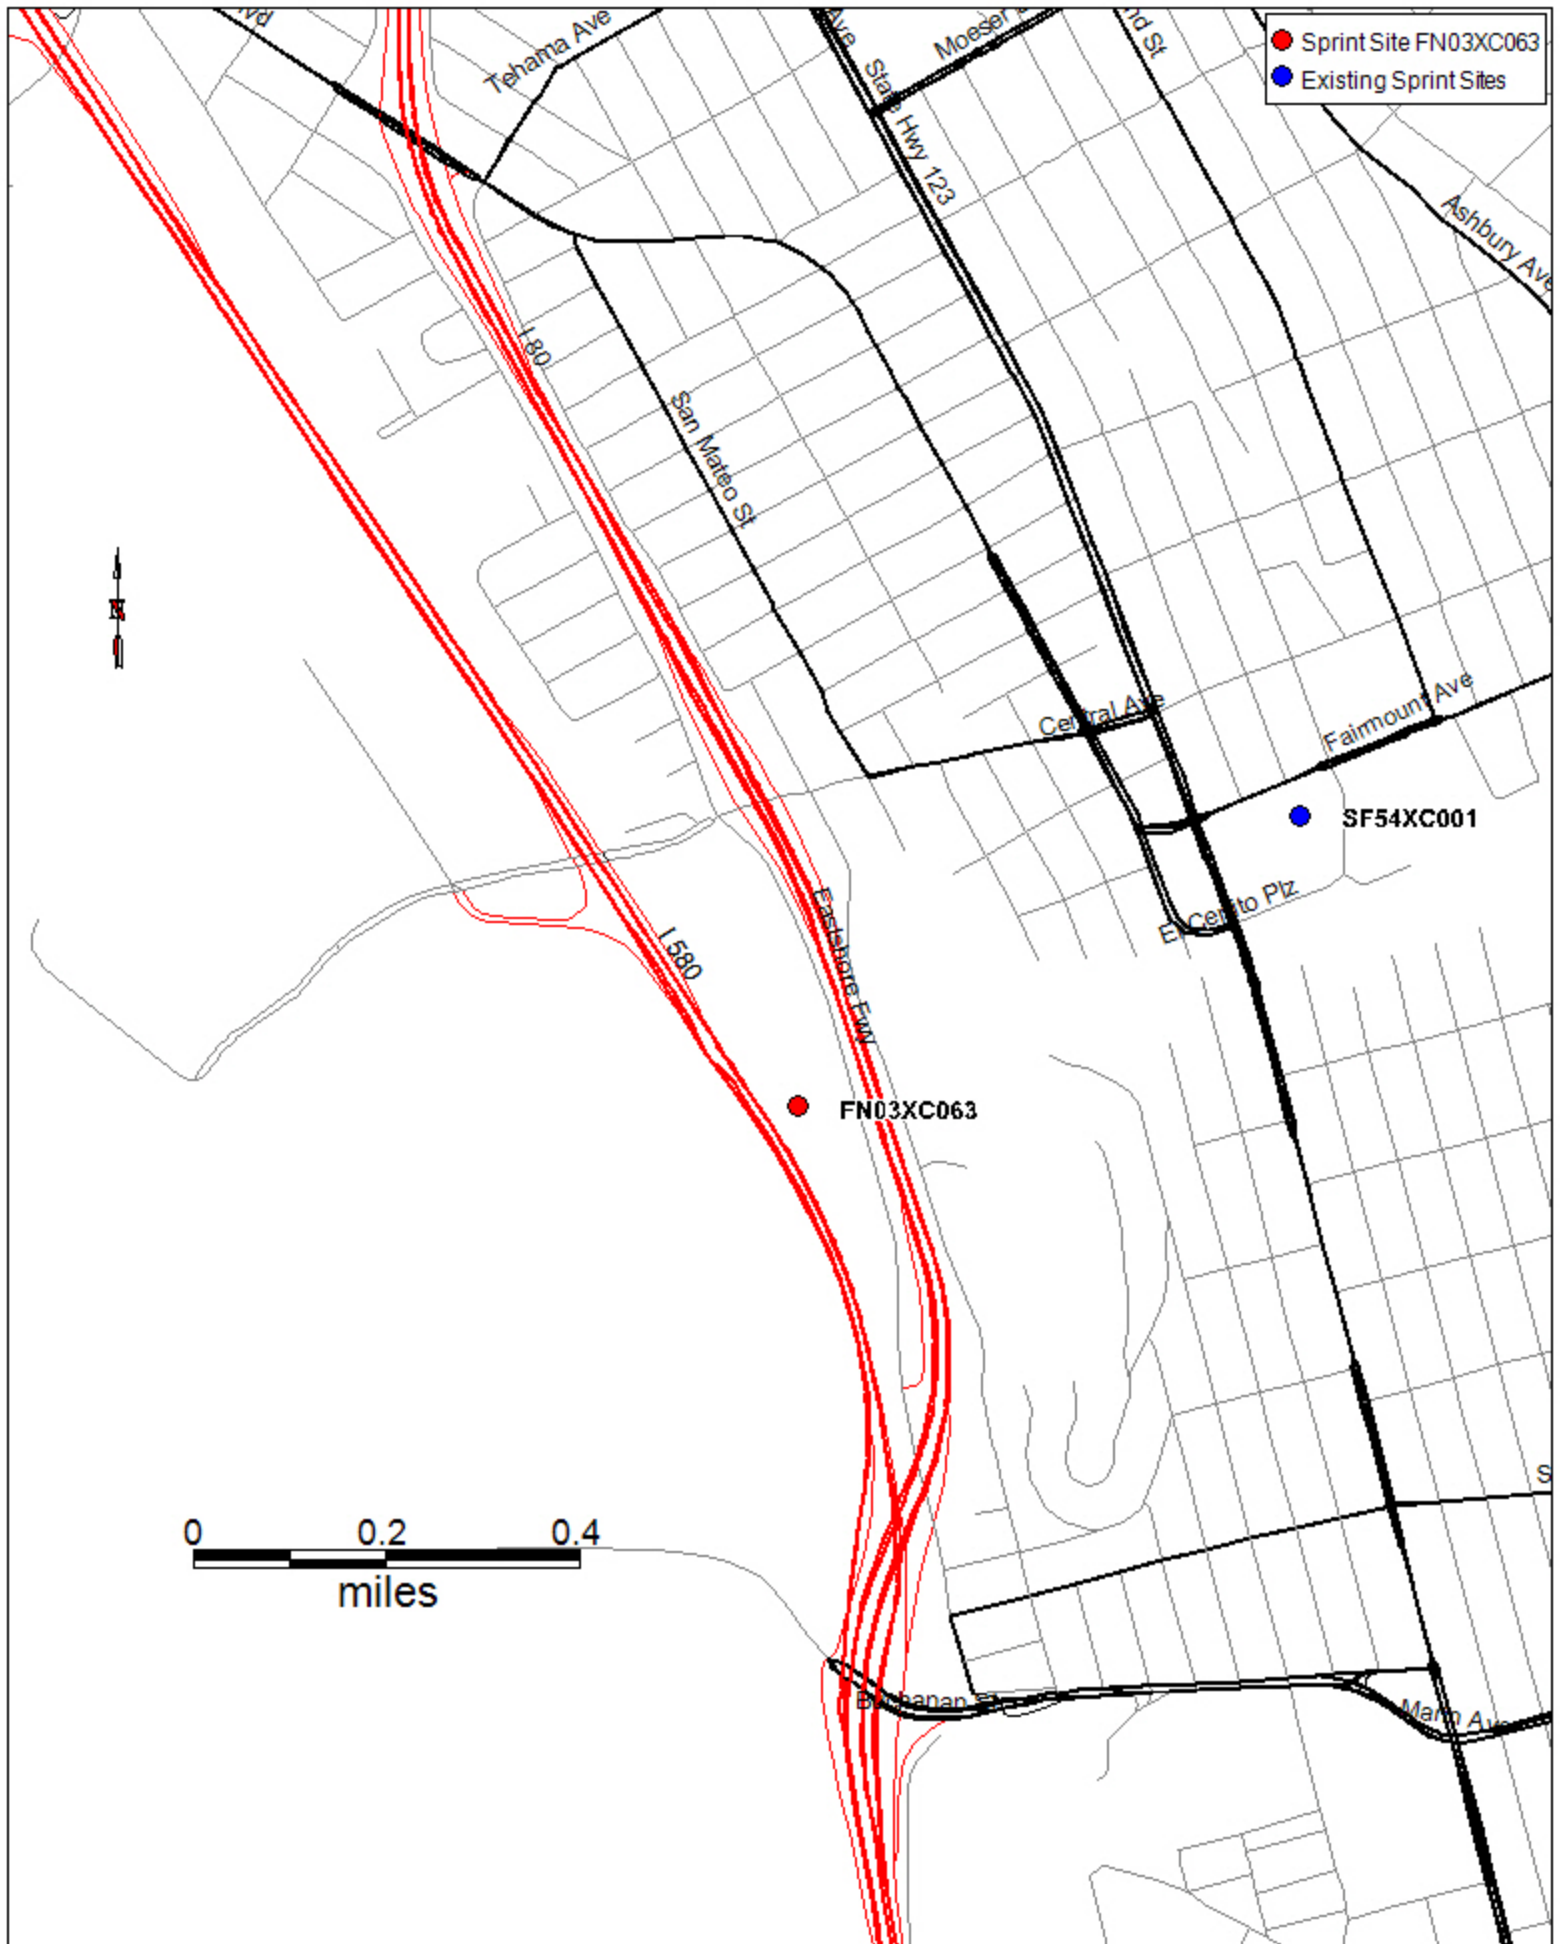 Sprint Site FN03XC063
Existing Sprint Sites
Tehama Ave
Ave
State Hwy 123
Moeser
nd St
Ashbury Ave
I 80
San Mateo St
N
Central Ave
Fairmount Ave
SF54XC001
El Cerrito Plz
Eastshore Fwy
I 580
FN03XC063
0 0.2 0.4
miles
S
Buchanan St
Marin Ave